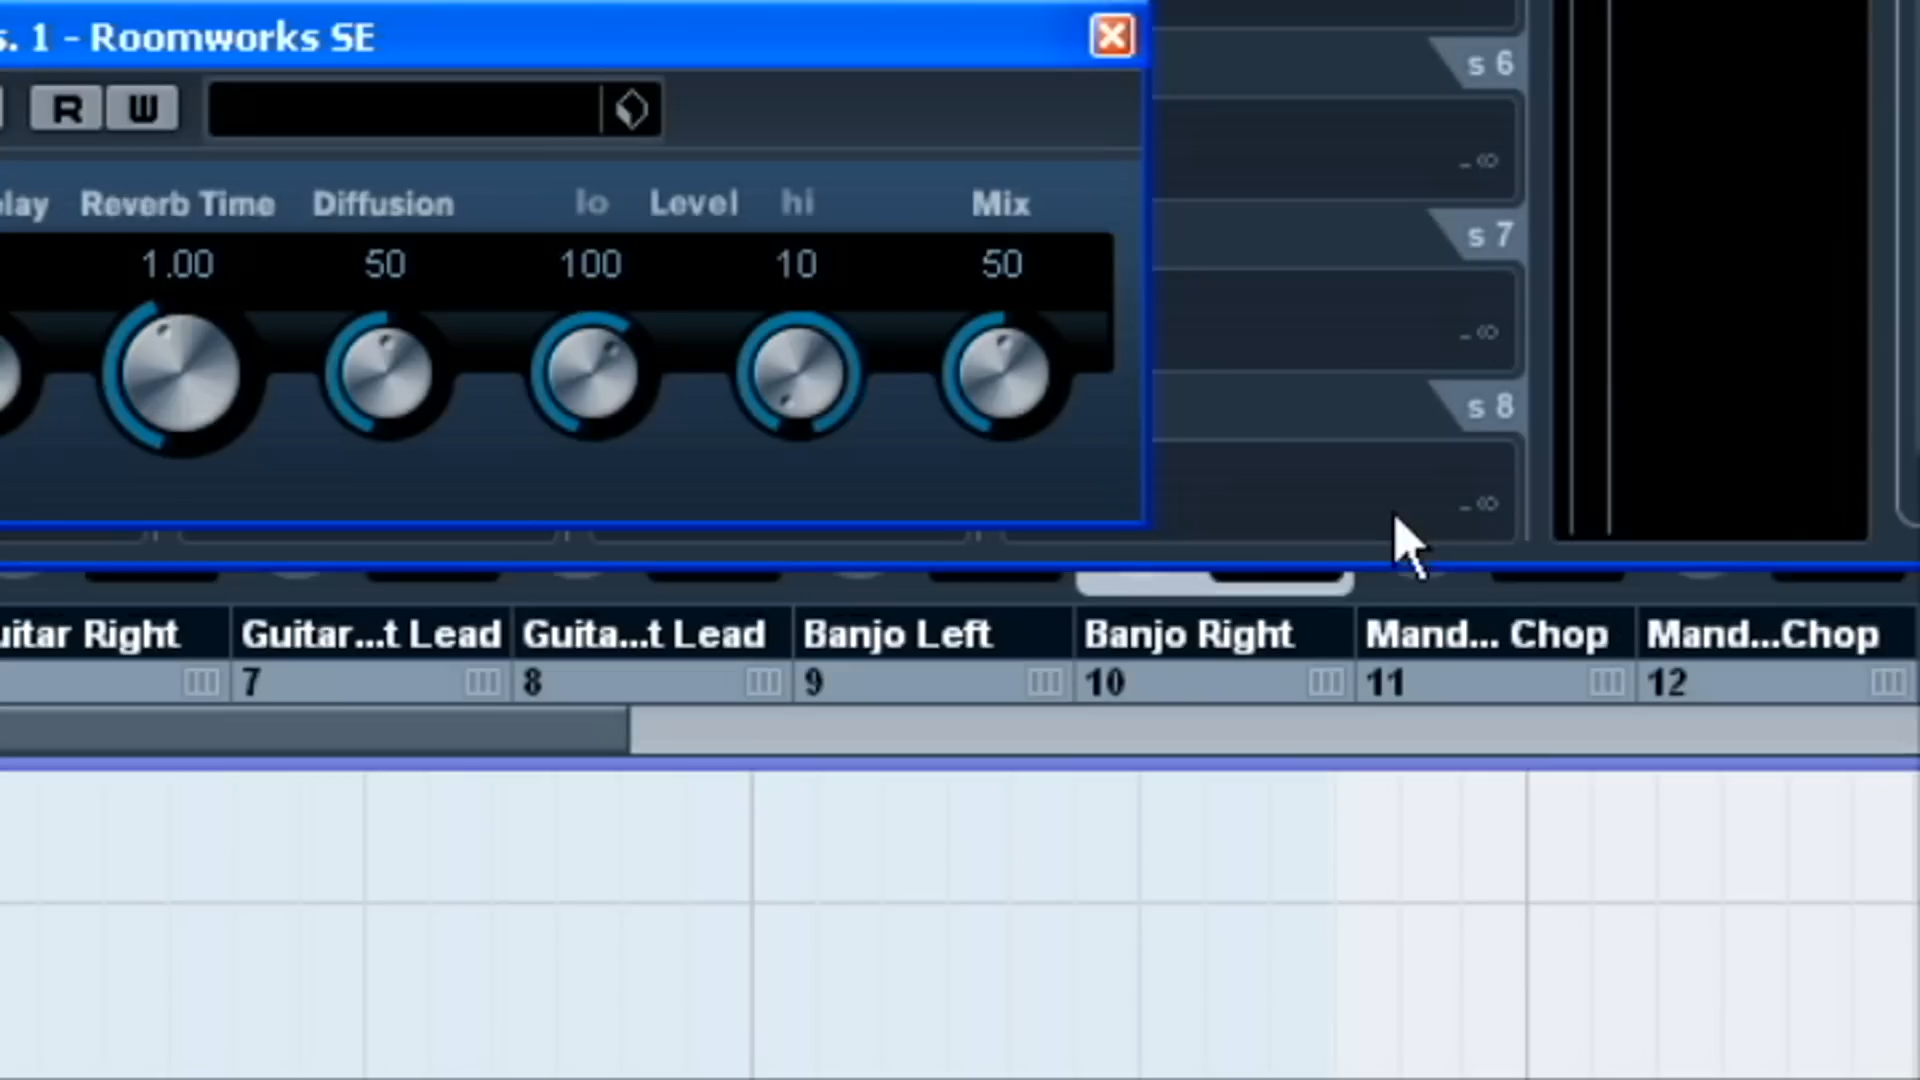 s. 1 - Roomworks SE
s 6
R W
-∞
elay Reverb Time Diffusion lo Level hi Mix
s 7
1.00 50 100 10 50
-∞
s 8
-∞
uitar Right Guitar...t Lead Guita...t Lead Banjo Left Banjo Right Mand... Chop Mand...Chop
7 8 9 10 11 12